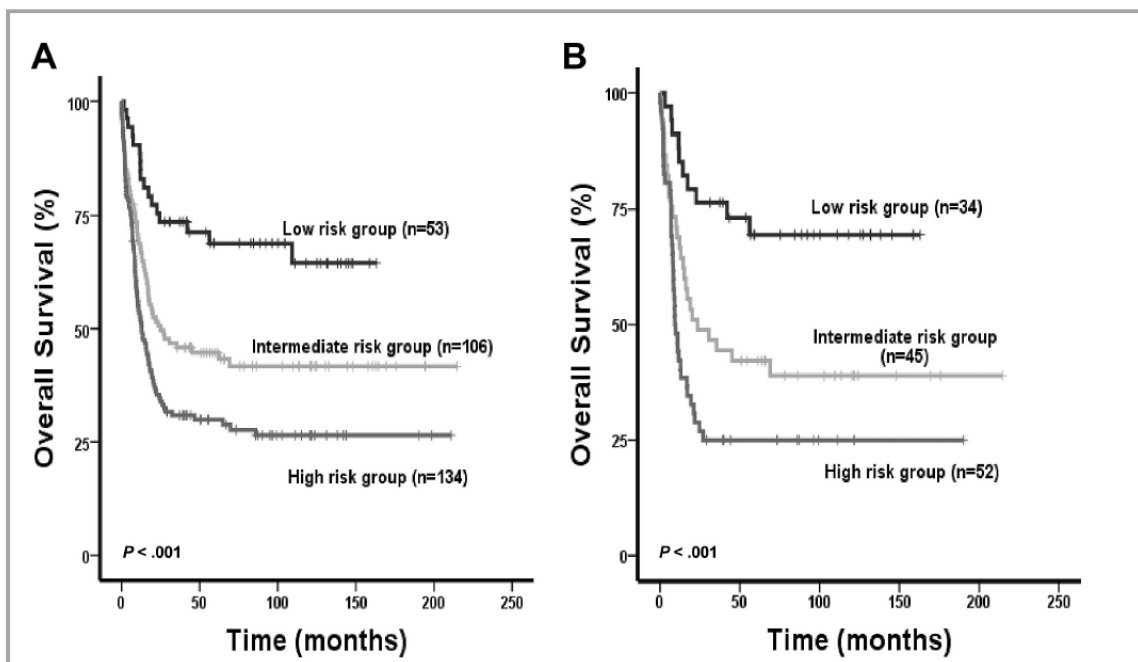 A
Overall Survival (%)
100
75
50
25
0
Low risk group (n=53)
Intermediate risk group (n=106)
High risk group (n=134)
P < .001
0 50 100 150 200 250
Time (months)
B
Overall Survival (%)
100
75
50
25
0
Low risk group (n=34)
Intermediate risk group
(n=45)
High risk group (n=52)
P < .001
0 50 100 150 200 250
Time (months)